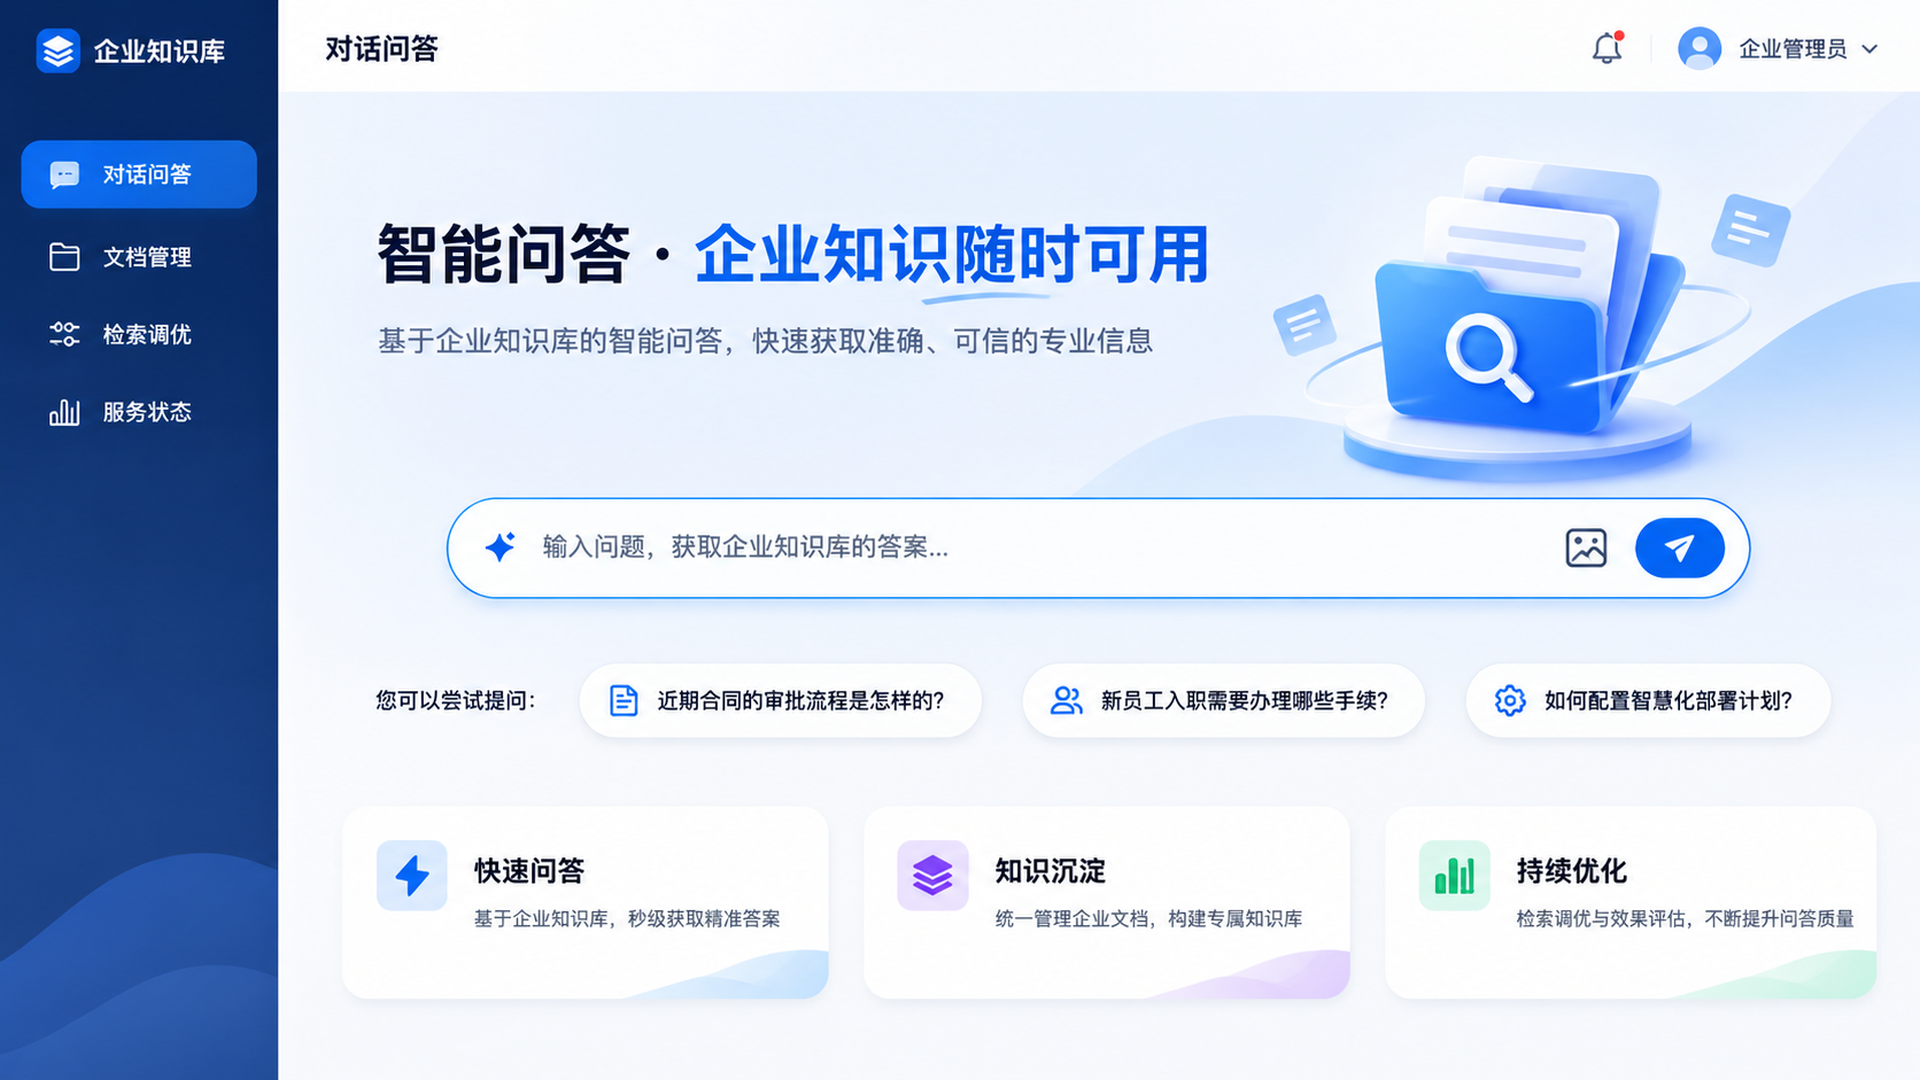 企业知识库
对话问答
企业管理员
对话问答
文档管理
检索调优
服务状态
智能问答·企业知识随时可用
基于企业知识库的智能问答，快速获取准确、可信的专业信息
输入问题，获取企业知识库的答案...
您可以尝试提问：
近期合同的审批流程是怎样的？
新员工入职需要办理哪些手续？
如何配置智慧化部署计划？
快速问答
基于企业知识库，秒级获取精准答案
知识沉淀
统一管理企业文档，构建专属知识库
持续优化
检索调优与效果评估，不断提升问答质量